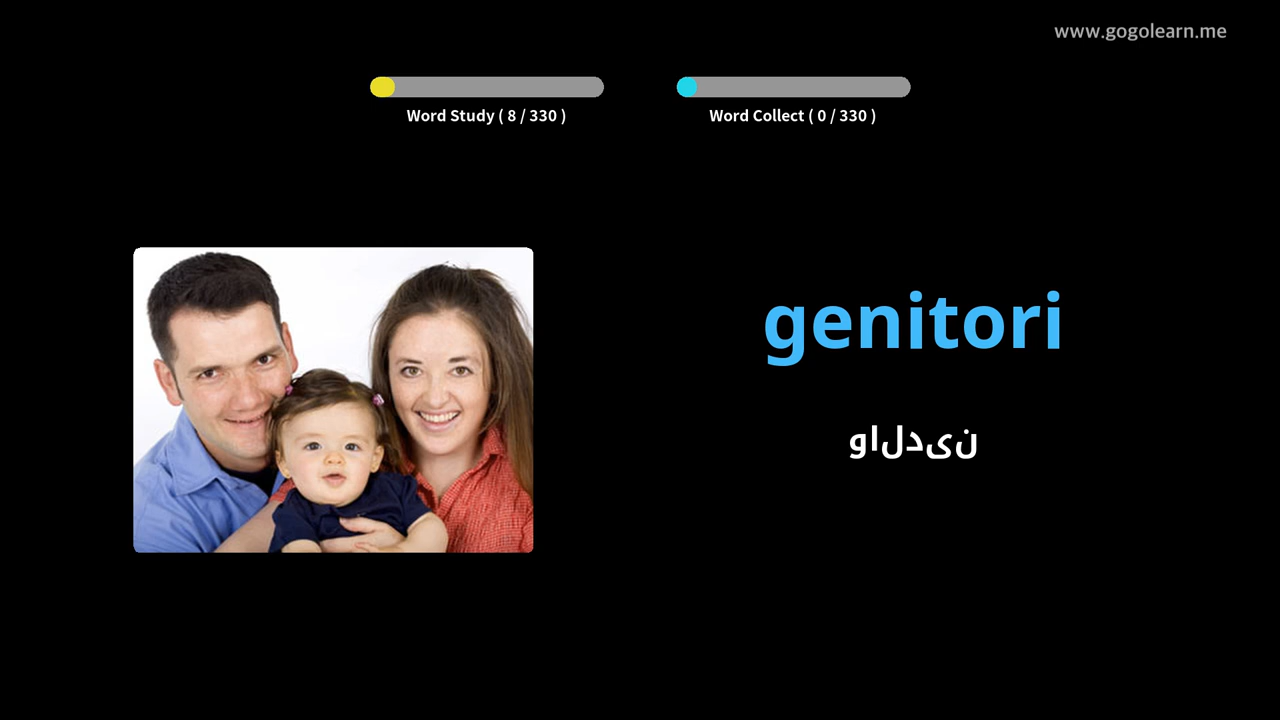 www.gogolearn.me
Word Study ( 8 / 330 )
Word Collect ( 0 / 330 )
genitori
والدین